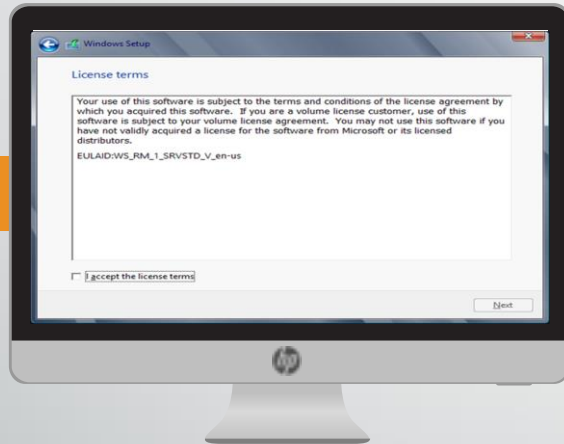 Windows Setup
License terms
Your use of this software is subject to the terms and conditions of the license agreement by
which you acquired this software.  If you are a volume license customer, use of this
software is subject to your volume license agreement.  You may not use this software if you
have not validly acquired a license for the software from Microsoft or its licensed
distributors.
EULAID:WS_RM_1_SRVSTD_V_en-us
I accept the license terms
Next
hp